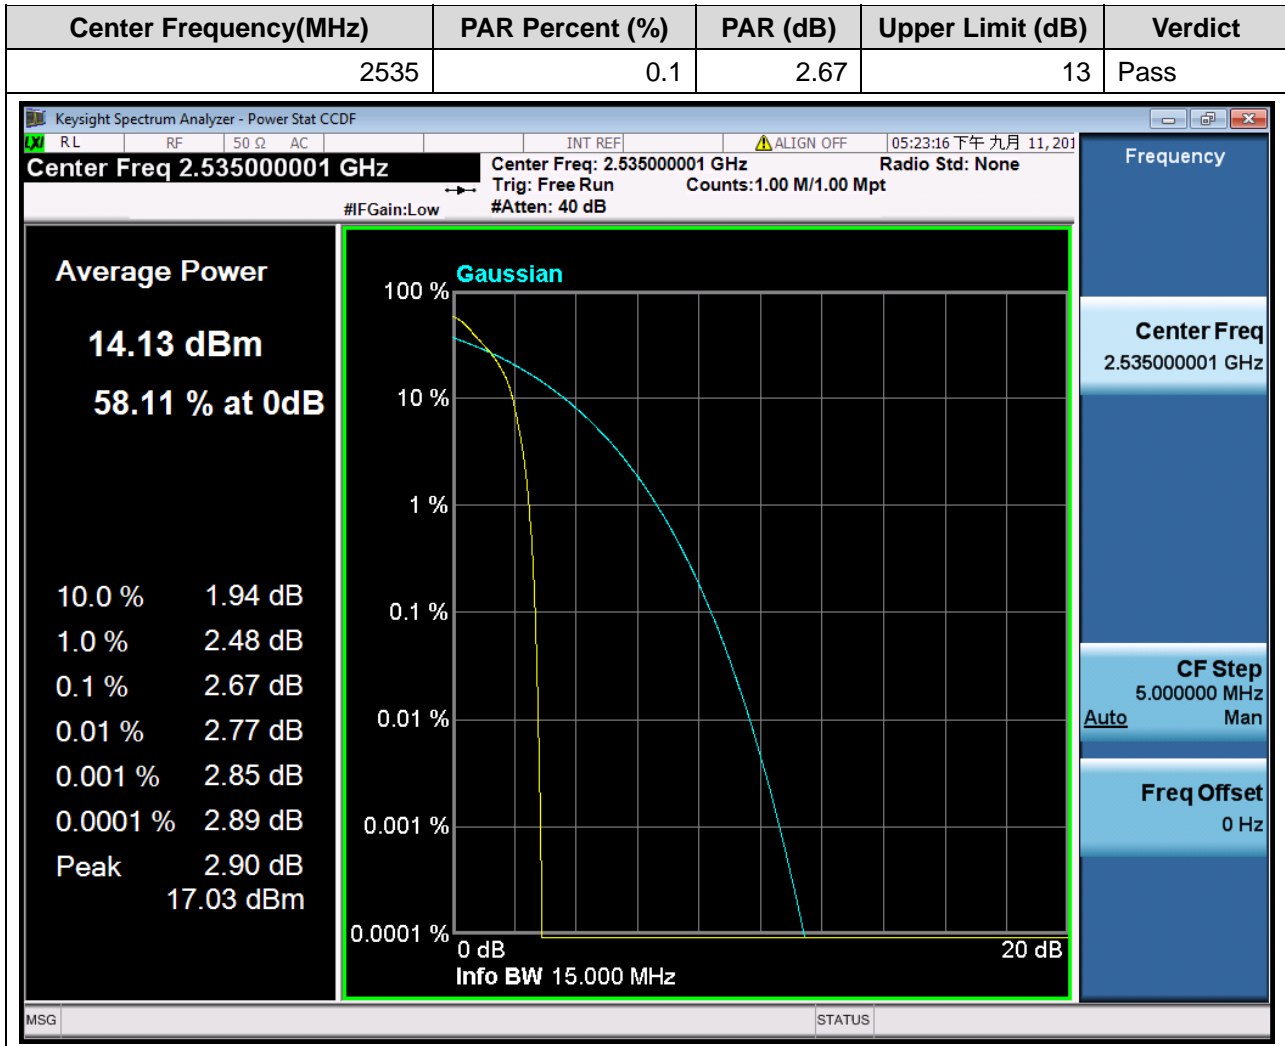 Center Frequency(MHz) PAR Percent (%) PAR (dB) Upper Limit (dB) Verdict
2535 0.1 2.67 13 Pass
Keysight Spectrum Analyzer - Power Stat CCDF
LXI RL RF 50 Ω AC INT REF ALIGN OFF 05:23:16 下午 九月 11, 201
Center Freq 2.535000001 GHz
#IFGain:Low
Center Freq: 2.535000001 GHz Radio Std: None
Trig: Free Run Counts:1.00 M/1.00 Mpt
#Atten: 40 dB
Average Power
14.13 dBm
58.11 % at 0dB
10.0 % 1.94 dB
1.0 % 2.48 dB
0.1 % 2.67 dB
0.01 % 2.77 dB
0.001 % 2.85 dB
0.0001 % 2.89 dB
Peak 2.90 dB
17.03 dBm
Gaussian
100 %
10 %
1 %
0.1 %
0.01 %
0.001 %
0.0001 %
0 dB 20 dB
Info BW 15.000 MHz
Frequency
Center Freq
2.535000001 GHz
CF Step
5.000000 MHz
Auto Man
Freq Offset
0 Hz
MSG STATUS